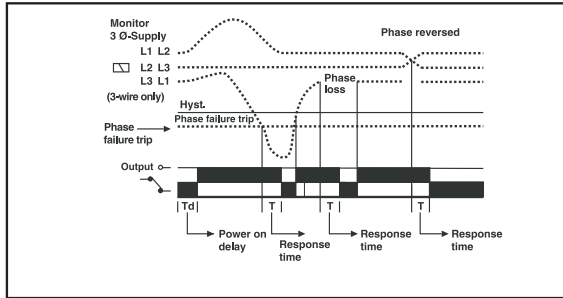 Monitor
3 Ø-Supply
Phase reversed
L1 L2
L2 L3
L3 L1
Phase
loss
(3-wire only)
Hyst.
Phase failure trip
Phase
failure trip
Output
Td
T
T
T
Power on
delay
Response
time
Response
time
Response
time